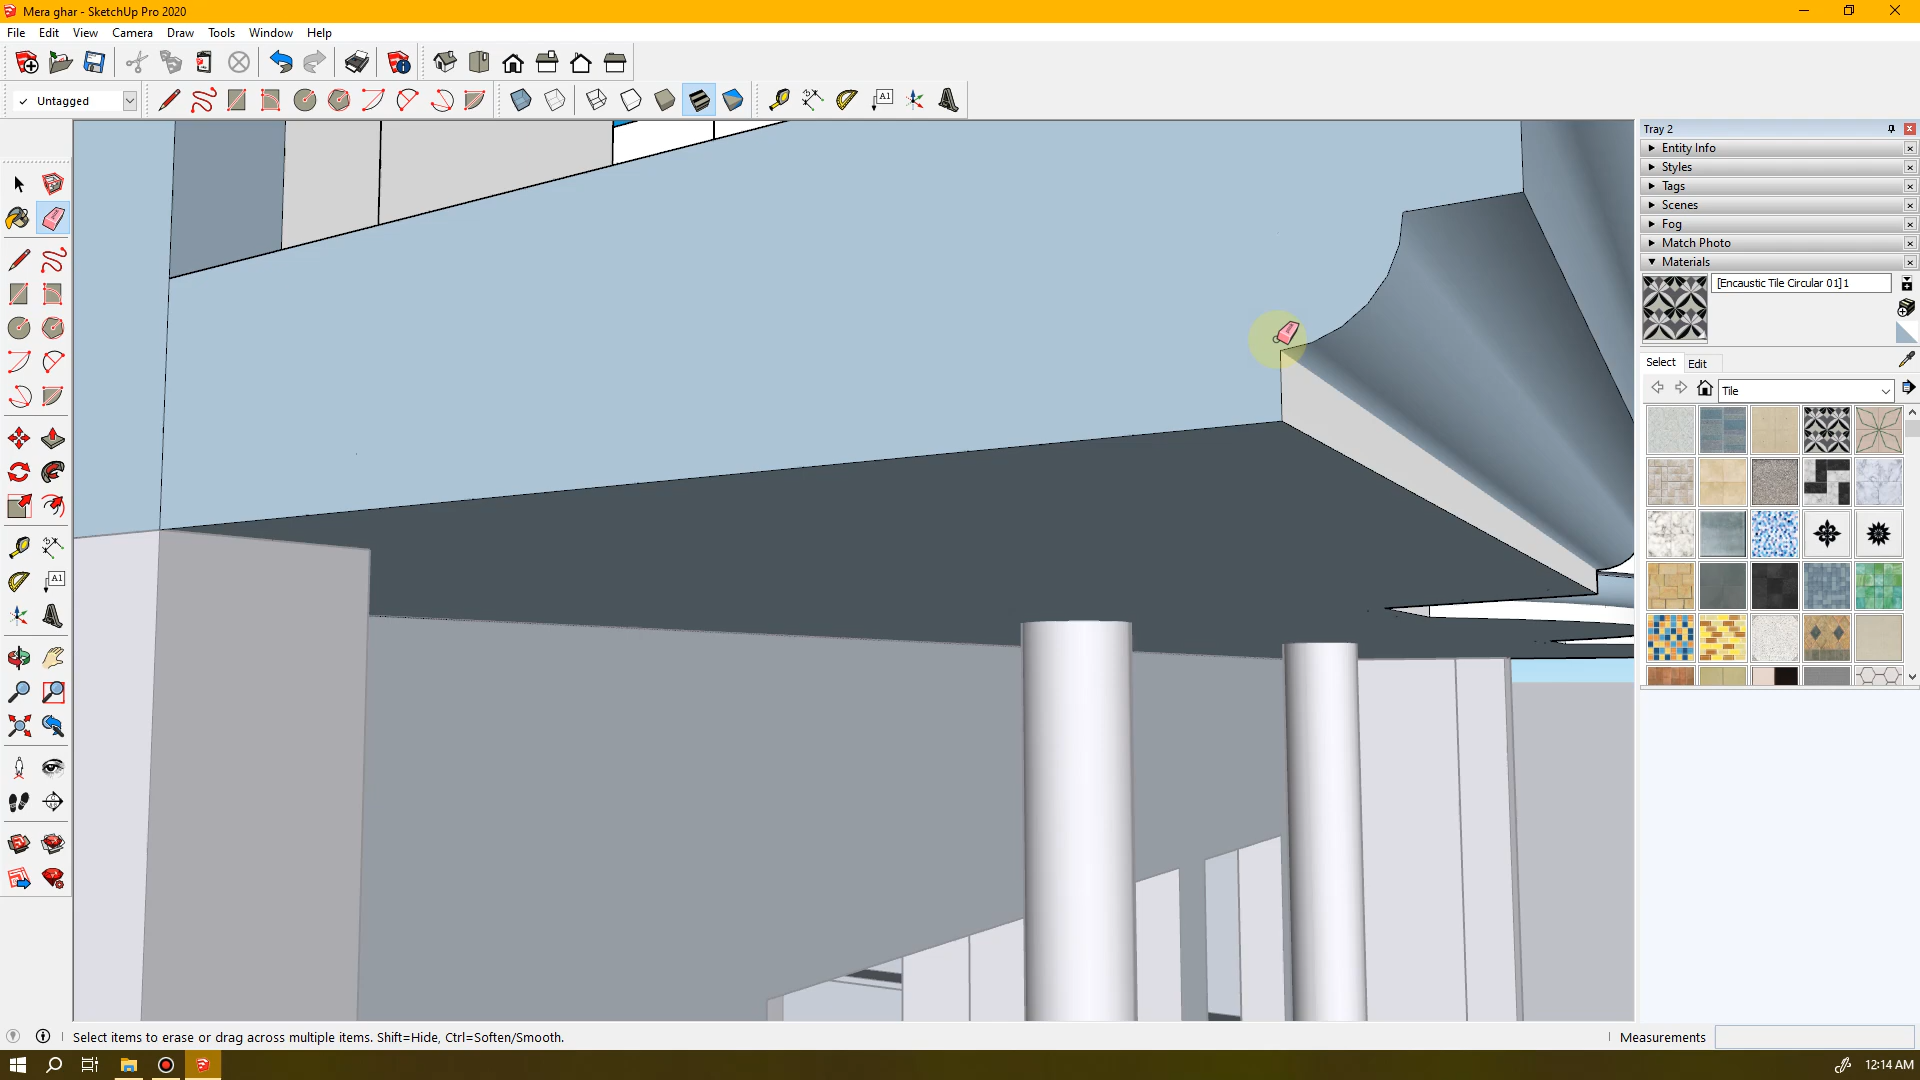 Mera ghar - SketchUp Pro 2020
File Edit View Camera Draw Tools Window Help
Untagged
A1
Tray 2
Entity Info
Styles
Tags
Scenes
Fog
Match Photo
Materials
[Encaustic Tile Circular 01]1
Select Edit
Tile
A1
Select items to erase or drag across multiple items. Shift=Hide, Ctrl=Soften/Smooth.
Measurements
12:14 AM